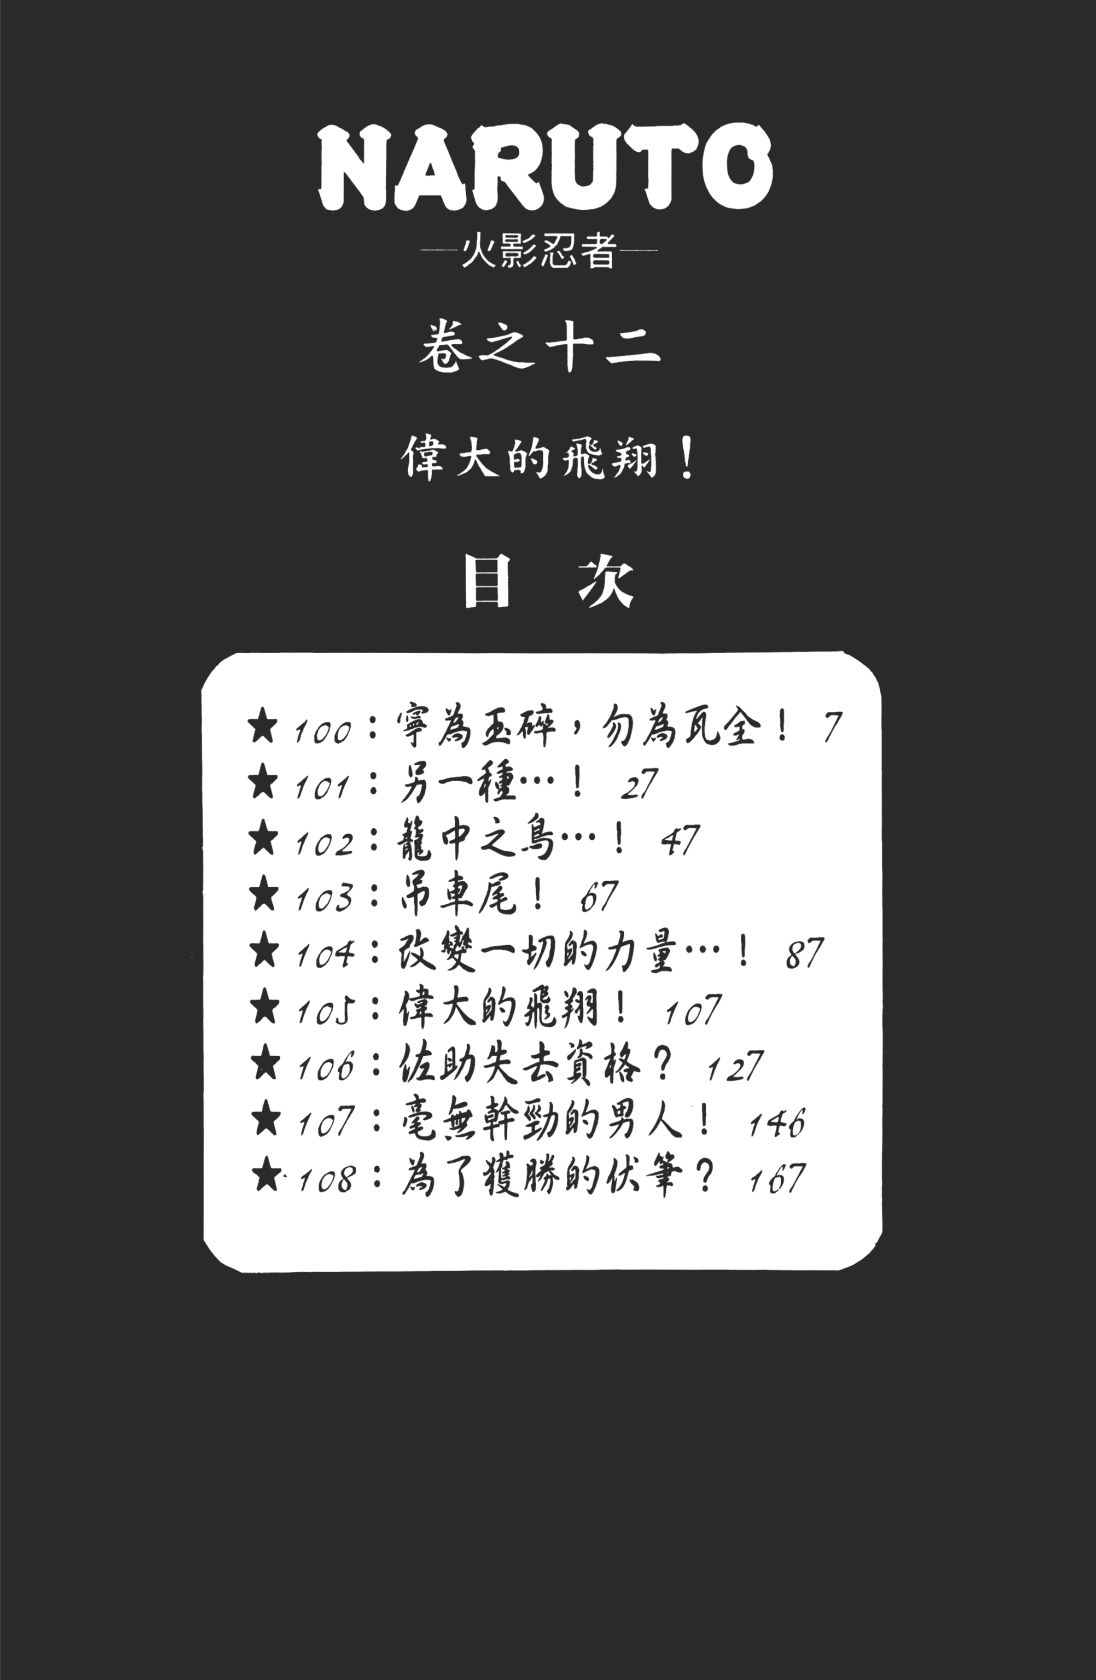 NARUTO
—火影忍者—
卷之十二
偉大的飛翔！
目 次
★100：寧為玉碎，勿為瓦全！ 7
★101：另一種…！ 27
★102：籠中之鳥…！ 47
★103：吊車尾！ 67
★104：改變一切的力量…！ 87
★105：偉大的飛翔！ 107
★106：佐助失去資格？ 127
★107：毫無幹勁的男人！ 146
★108：為了獲勝的伏筆？ 167